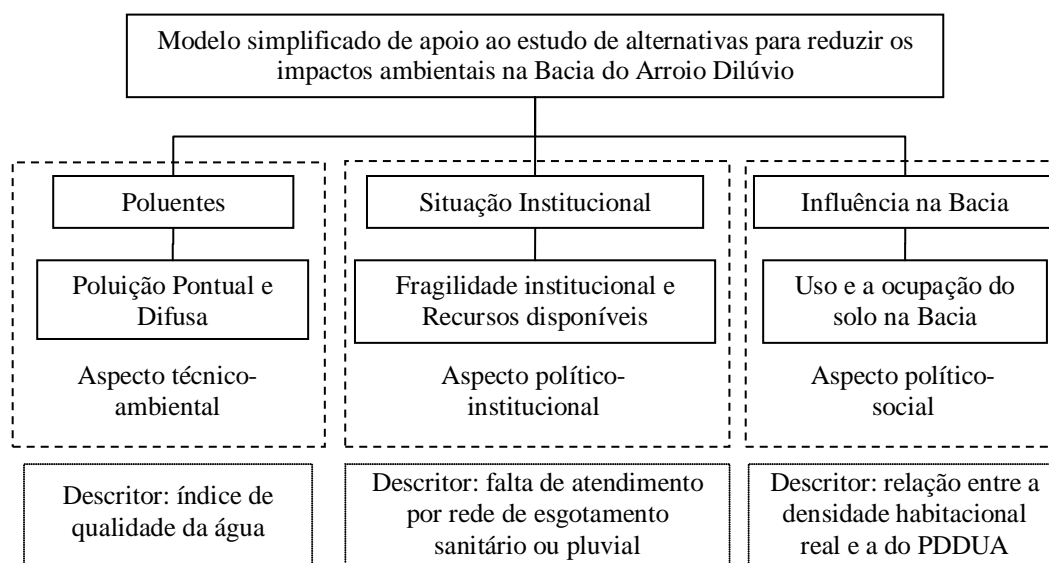 Modelo simplificado de apoio ao estudo de alternativas para reduzir os
impactos ambientais na Bacia do Arroio Dilúvio
Poluentes
Poluição Pontual e
Difusa
Aspecto técnico-
ambiental
Descritor: índice de
qualidade da água
Situação Institucional
Fragilidade institucional e
Recursos disponíveis
Aspecto político-
institucional
Descritor: falta de atendimento
por rede de esgotamento
sanitário ou pluvial
Influência na Bacia
Uso e a ocupação do
solo na Bacia
Aspecto político-
social
Descritor: relação entre a
densidade habitacional
real e a do PDDUA